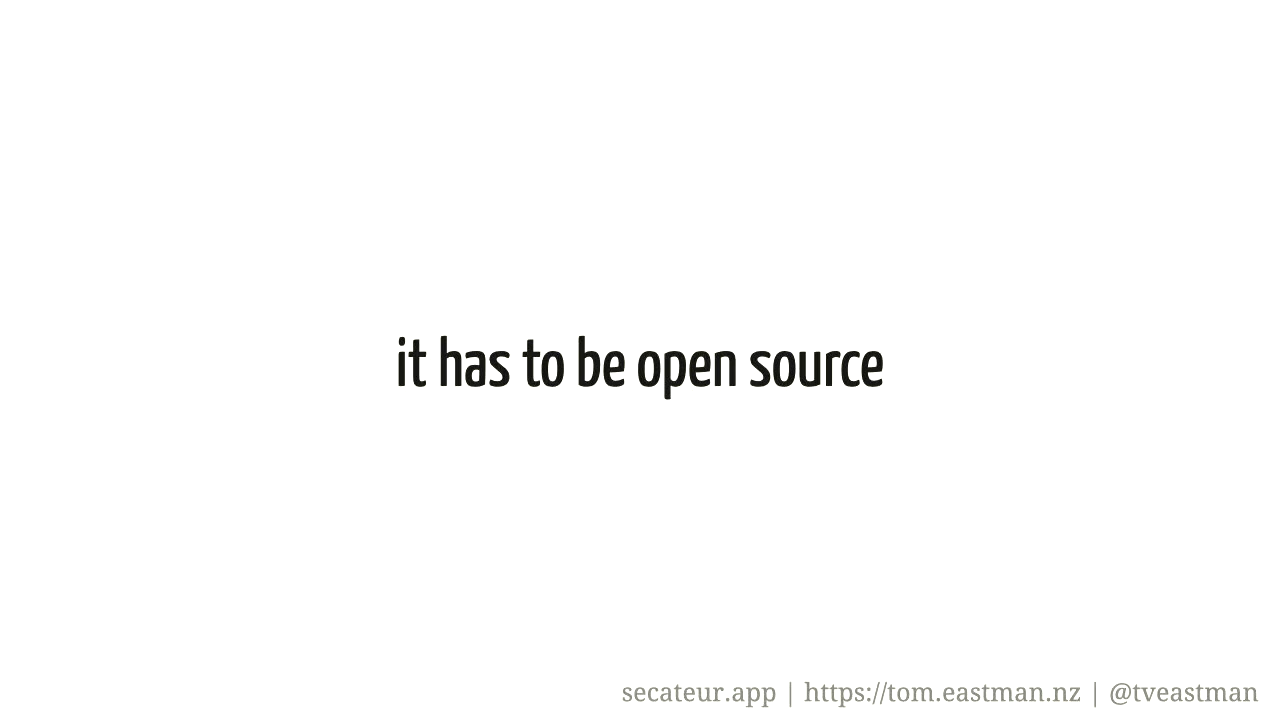 it has to be open source
secateur.app | https://tom.eastman.nz | @tveastman